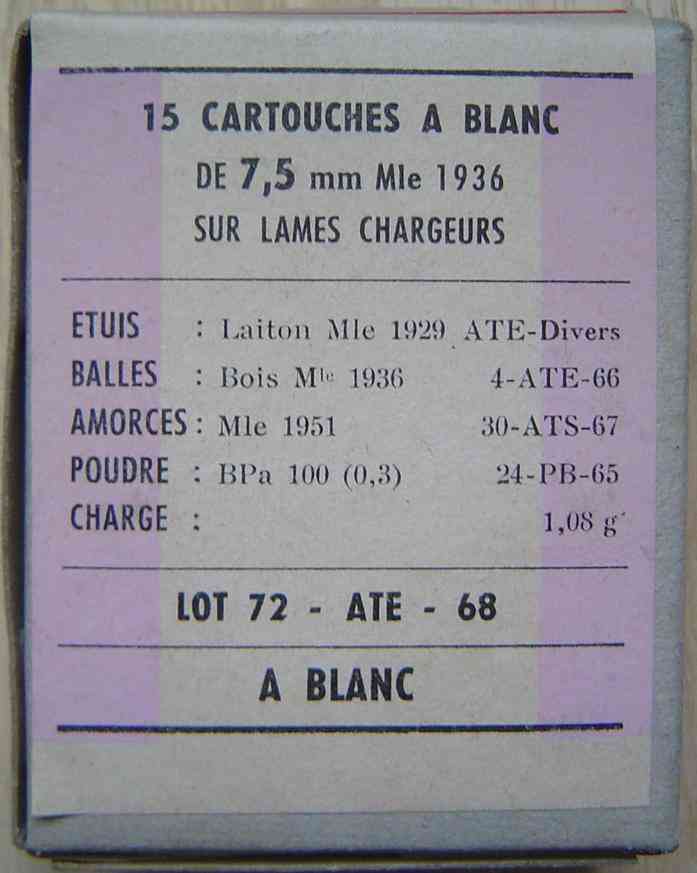 15 CARTOUCHES A BLANC
DE 7,5 mm Mle 1936
SUR LAMES CHARGEURS
ETUIS : Laiton Mle 1929 ATE-Divers
BALLES : Bois Mle 1936 4-ATE-66
AMORCES : Mle 1951 30-ATS-67
POUDRE : BPa 100 (0,3) 24-PB-65
CHARGE : 1,08 g
LOT 72 - ATE - 68
A BLANC